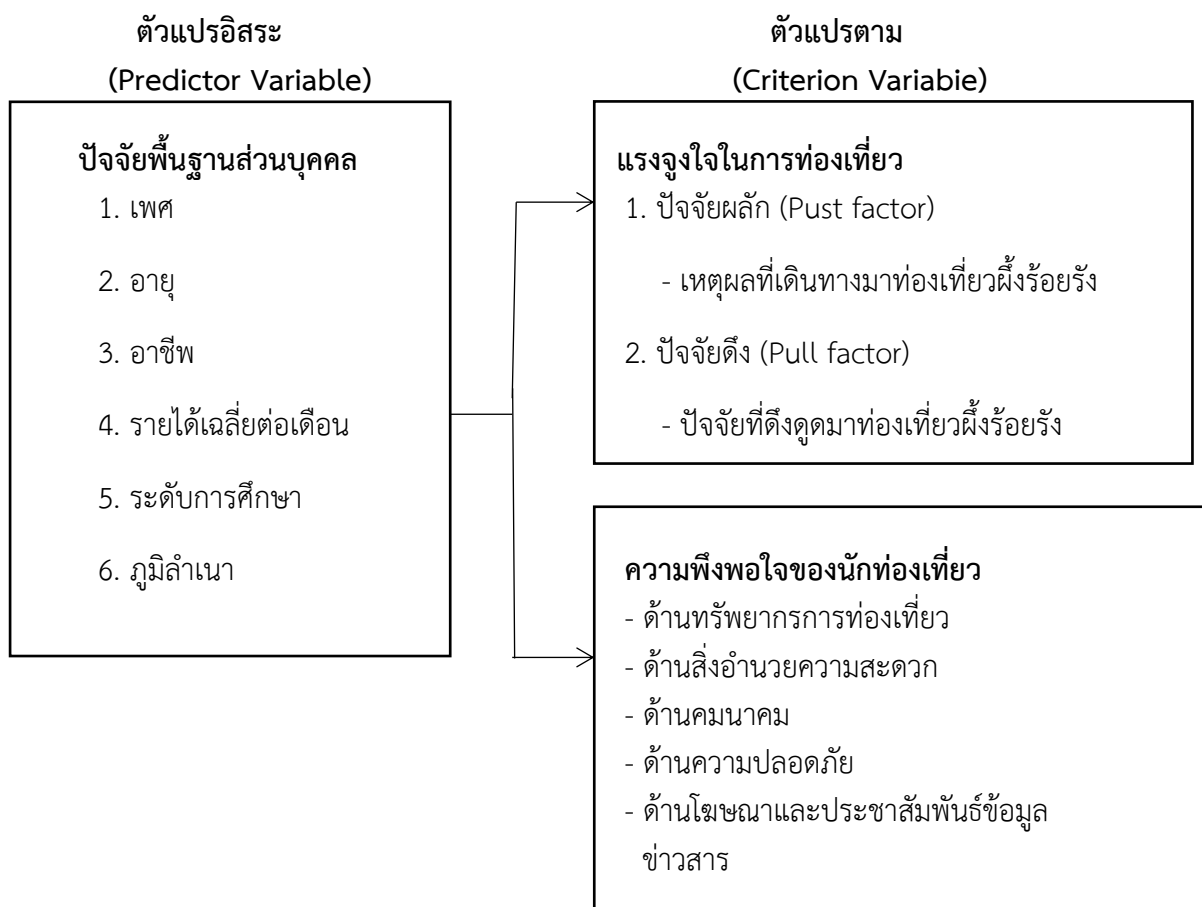 ตัวแปรอิสระ
(Predictor Variable)
ปัจจัยพื้นฐานส่วนบุคคล
1. เพศ
2. อายุ
3. อาชีพ
4. รายได้เฉลี่ยต่อเดือน
5. ระดับการศึกษา
6. ภูมิลำเนา
ตัวแปรตาม
(Criterion Variabie)
แรงจูงใจในการท่องเที่ยว
1. ปัจจัยผลัก (Pust factor)
- เหตุผลที่เดินทางมาท่องเที่ยวผึ้งร้อยรัง
2. ปัจจัยดึง (Pull factor)
- ปัจจัยที่ดึงดูดมาท่องเที่ยวผึ้งร้อยรัง
ความพึงพอใจของนักท่องเที่ยว
- ด้านทรัพยากรการท่องเที่ยว
- ด้านสิ่งอำนวยความสะดวก
- ด้านคมนาคม
- ด้านความปลอดภัย
- ด้านโฆษณาและประชาสัมพันธ์ข้อมูล
ข่าวสาร